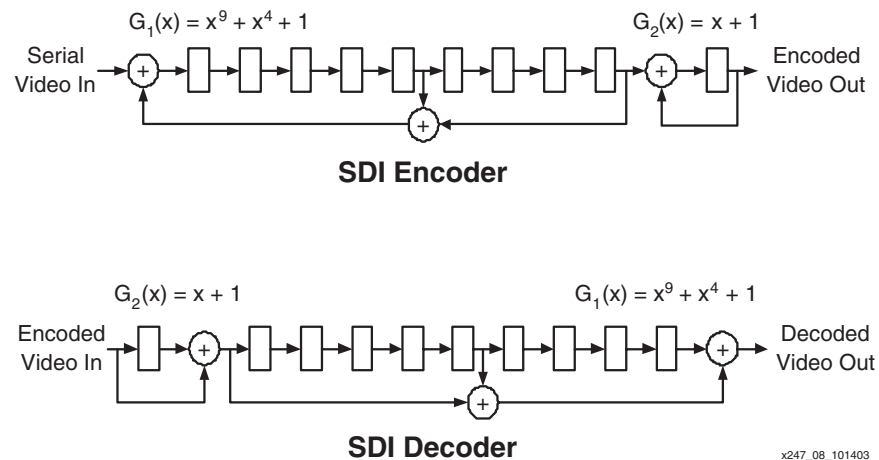 G₁(x) = x⁹ + x⁴ + 1
G₂(x) = x + 1
Serial
Video In
+
+
Encoded
Video Out
+
SDI Encoder
G₂(x) = x + 1
G₁(x) = x⁹ + x⁴ + 1
Encoded
Video In
+
+
Decoded
Video Out
+
SDI Decoder
x247_08_101403